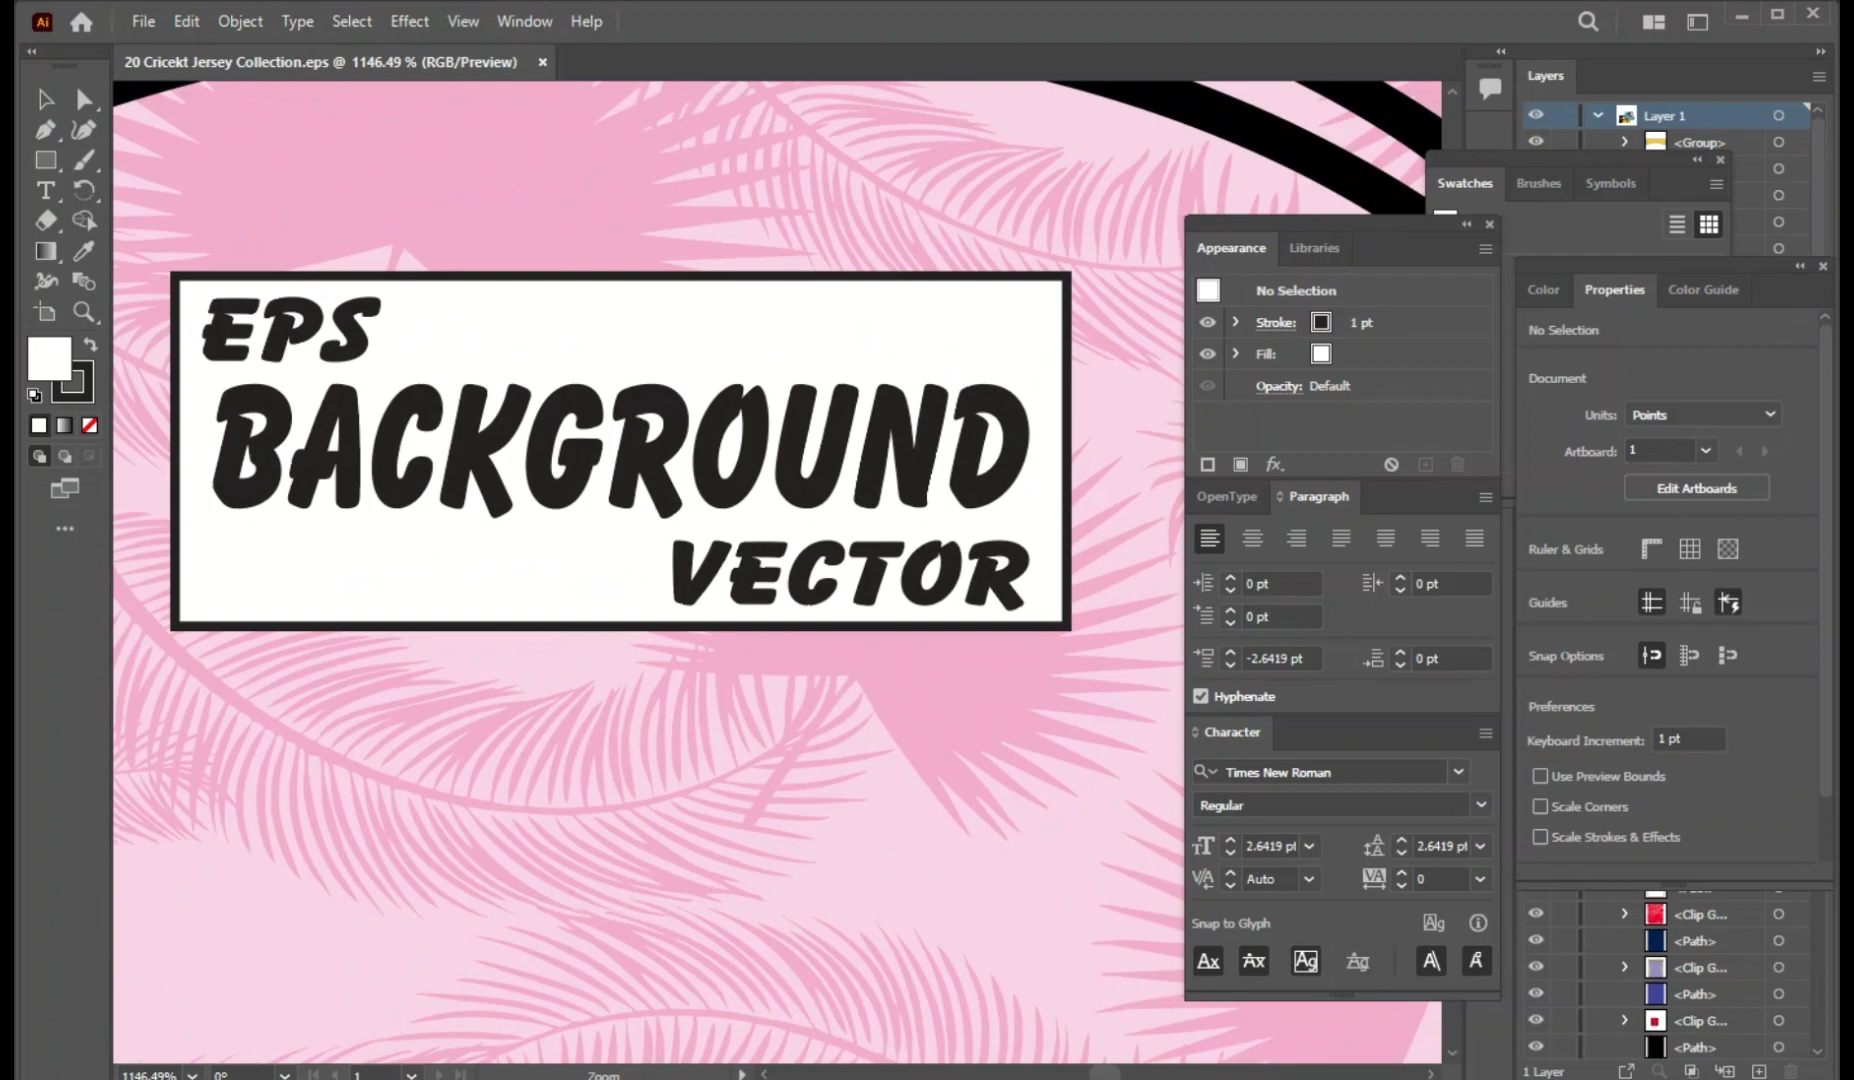 Ai File Edit Object Type Select Effect View Window Help
20 Cricekt Jersey Collection.eps @ 1146.49 % (RGB/Preview) ×
EPS
BACKGROUND
VECTOR
Layers
Layer 1
<Group>
Swatches Brushes Symbols
Appearance Libraries
No Selection
Stroke: 1 pt
Fill:
Opacity: Default
fx.
OpenType Paragraph
0 pt 0 pt
0 pt
-2.6419 pt 0 pt
Hyphenate
Character
Times New Roman
Regular
2.6419 pt 2.6419 pt
Auto 0
Snap to Glyph
Color Properties Color Guide
No Selection
Document
Units: Points
Artboard: 1
Edit Artboards
Ruler & Grids
Guides
Snap Options
Preferences
Keyboard Increment: 1 pt
Use Preview Bounds
Scale Corners
Scale Strokes & Effects
<Clip G...
<Path>
<Clip G...
<Path>
<Clip G...
<Path>
1 Layer
1146.49% 0° 1 Zoom